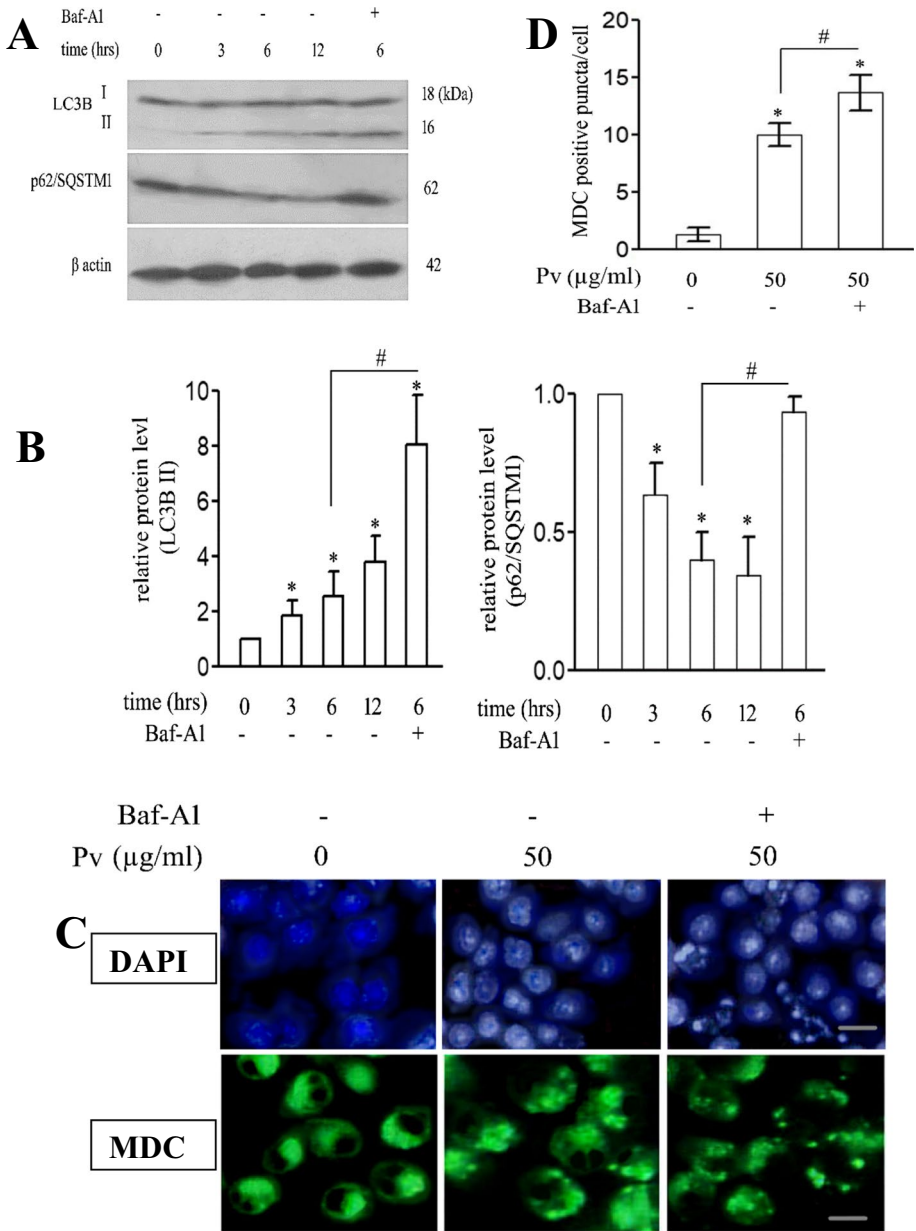 A
Baf-A1 - - - - +
time (hrs) 0 3 6 12 6
LC3B I 18 (kDa)
II 16
p62/SQSTM1 62
β actin 42
D
MDC positive puncta/cell
20
15
10
5
0
#
* *
Pv (µg/ml) 0 50 50
Baf-A1 - - +
B
relative protein levl
(LC3B II)
10
8
6
4
2
0
#
* * * *
time (hrs) 0 3 6 12 6
Baf-A1 - - - - +
relative protein level
(p62/SQSTM1)
1.0
0.5
0.0
#
* * *
time (hrs) 0 3 6 12 6
Baf-A1 - - - - +
Baf-A1 - - +
Pv (µg/ml) 0 50 50
C
DAPI
MDC